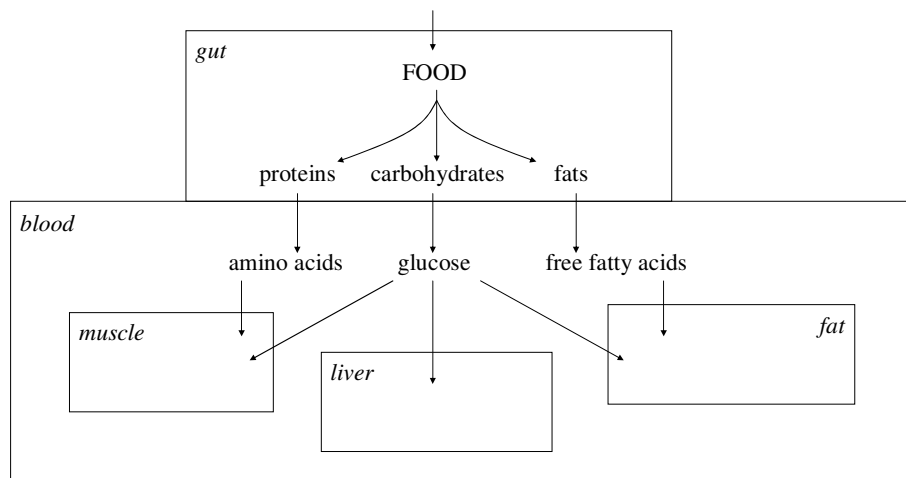 gut
FOOD
proteins carbohydrates fats
blood
amino acids glucose free fatty acids
muscle
fat
liver